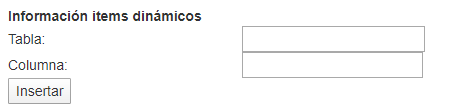 Información items dinámicos
Tabla:
Columna:
Insertar